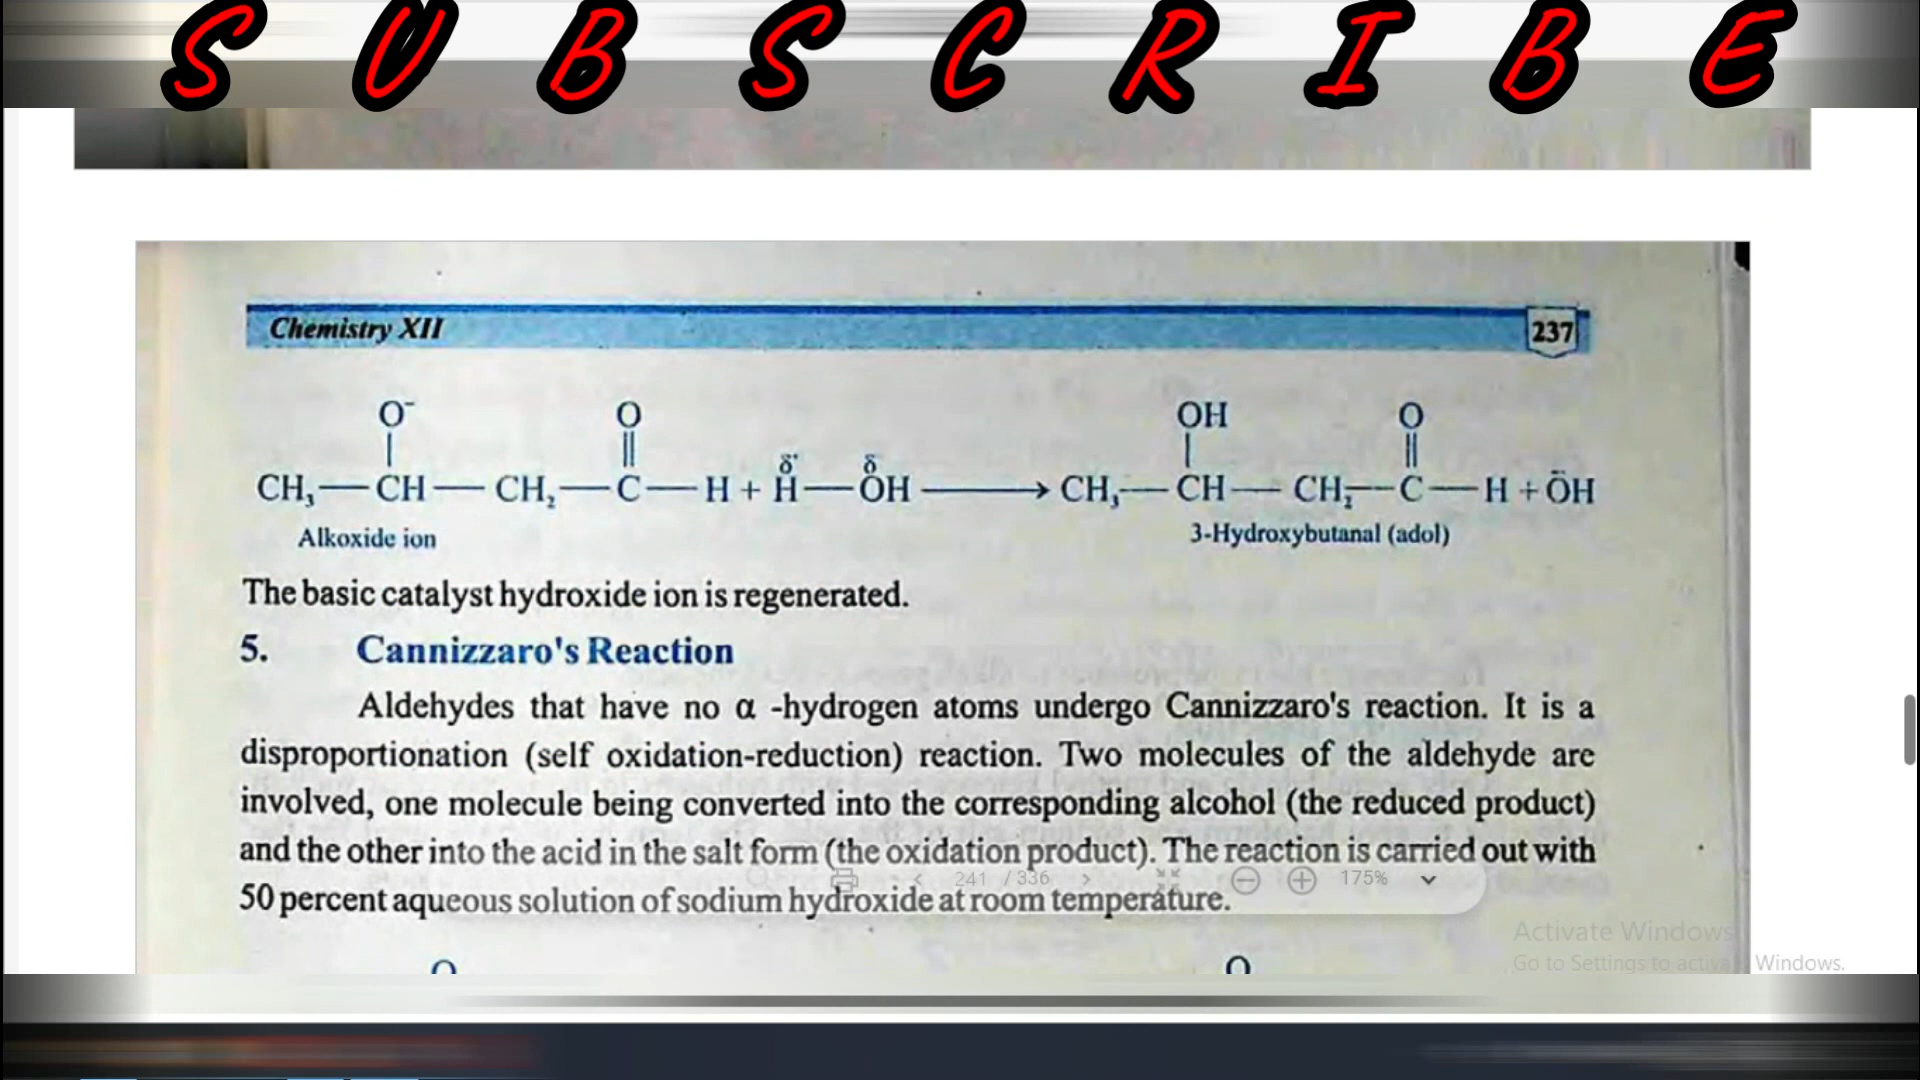 S U B S C R I B E
Chemistry XII 237
O⁻ O OH O
CH₃—CH—CH₂—C—H + H—OH ⟶ CH₃—CH—CH₂—C—H + ŌH
Alkoxide ion 3-Hydroxybutanal (adol)
The basic catalyst hydroxide ion is regenerated.
5. Cannizzaro's Reaction
Aldehydes that have no α -hydrogen atoms undergo Cannizzaro's reaction. It is a
disproportionation (self oxidation-reduction) reaction. Two molecules of the aldehyde are
involved, one molecule being converted into the corresponding alcohol (the reduced product)
and the other into the acid in the salt form (the oxidation product). The reaction is carried out with
241 / 336 175%
50 percent aqueous solution of sodium hydroxide at room temperature.
Activate Windows
Go to Settings to activate Windows.